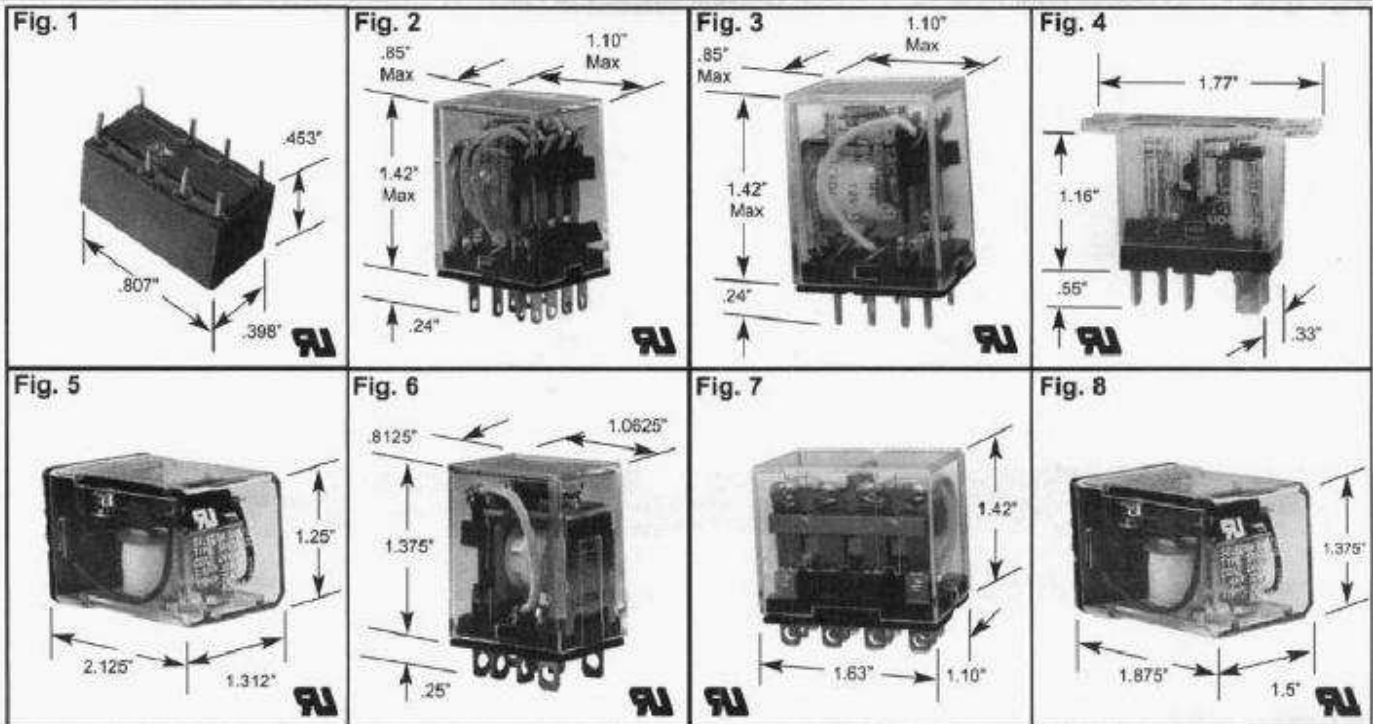 Fig. 1
.453"
.807"
.398"
Fig. 2
.85"
Max
1.10"
Max
1.42"
Max
.24"
Fig. 3
.85"
Max
1.10"
Max
1.42"
Max
.24"
Fig. 4
1.77"
1.16"
.55"
.33"
Fig. 5
1.25"
2.125"
1.312"
Fig. 6
.8125"
1.0625"
1.375"
.25"
Fig. 7
1.42"
1.63"
1.10"
Fig. 8
1.375"
1.875"
1.5"